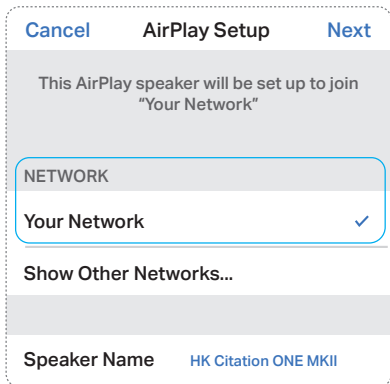 Cancel AirPlay Setup Next
This AirPlay speaker will be set up to join
"Your Network"
NETWORK
Your Network
Show Other Networks...
Speaker Name HK Citation ONE MKII